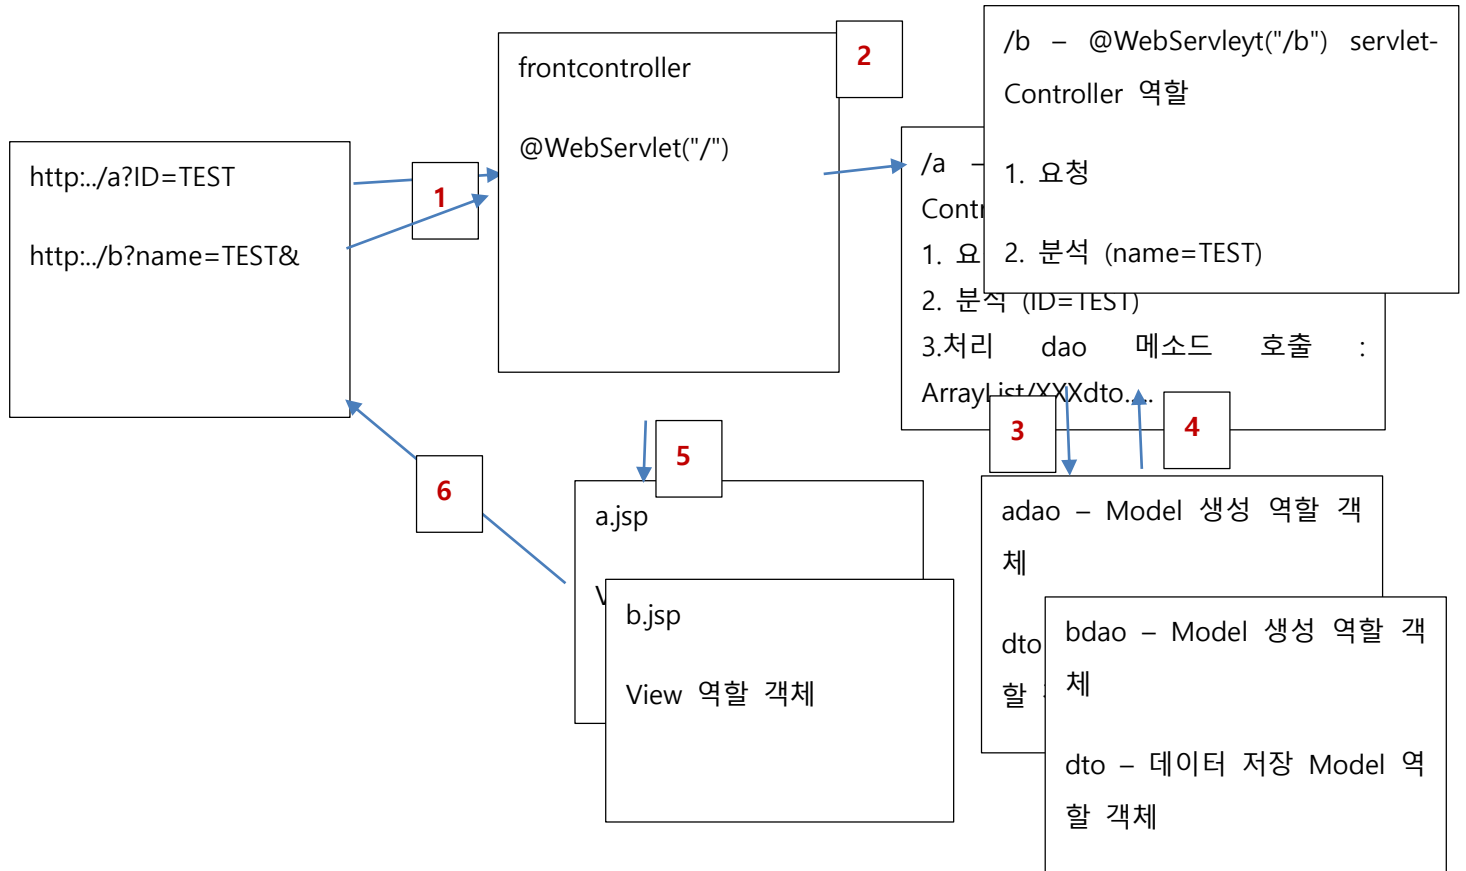 http:../a?ID=TEST
http:../b?name=TEST&
1
frontcontroller
@WebServlet("/")
2
/b – @WebServleyt("/b") servlet-
Controller 역할
1. 요청
2. 분석 (name=TEST)
/a –
1. 요
2. 분석 (ID=TEST)
3.처리 dao 메소드 호출 :
ArrayList/XXXdto....
3
4
5
6
a.jsp
b.jsp
View 역할 객체
adao – Model 생성 역할 객
체
dto
할
bdao – Model 생성 역할 객
체
dto – 데이터 저장 Model 역
할 객체